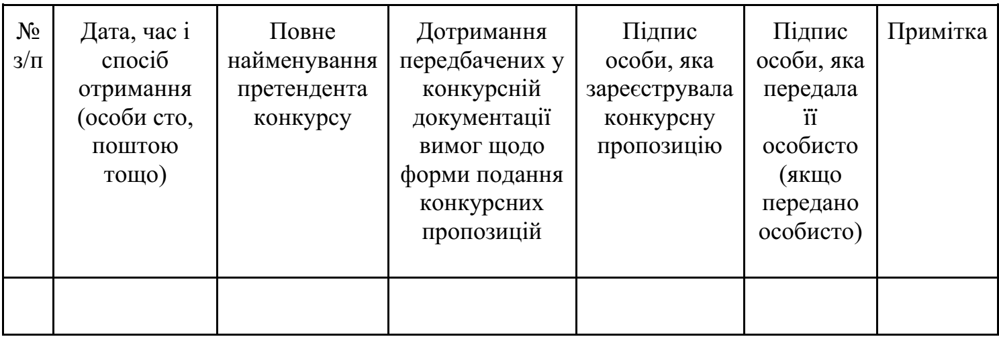 №
з/п
Дата, час і
спосіб
отримання
(особи сто,
поштою
тощо)
Повне
найменування
претендента
конкурсу
Дотримання
передбачених у
конкурсній
документації
вимог щодо
форми подання
конкурсних
пропозицій
Підпис
особи, яка
зареєструвала
конкурсну
пропозицію
Підпис
особи, яка
передала
її
особисто
(якщо
передано
особисто)
Примітка